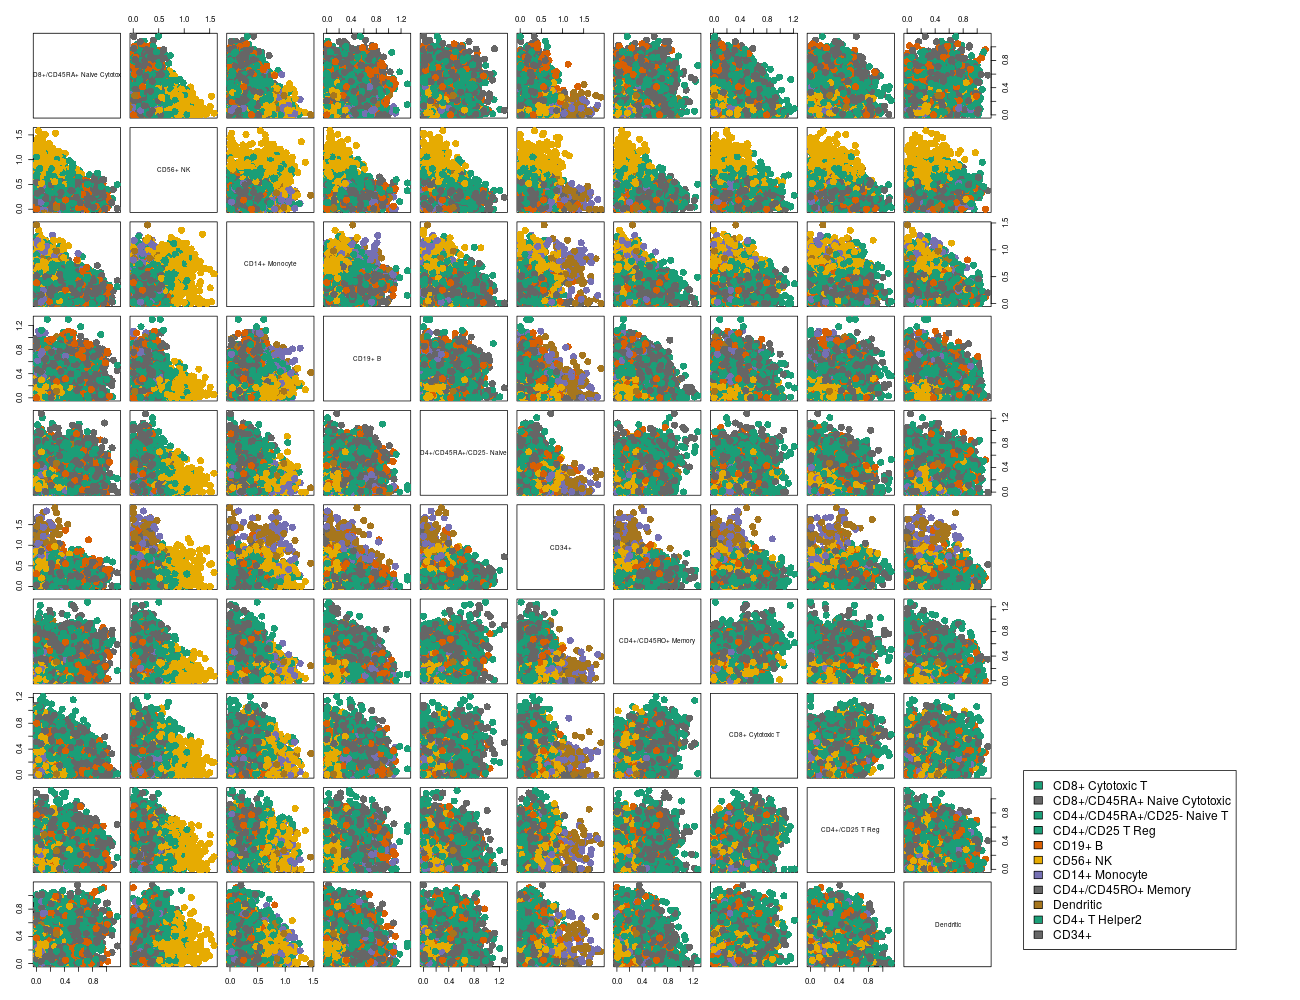 0.0 0.5 1.0 1.5 0.0 0.4 0.8 1.2 0.0 0.5 1.0 1.5 0.0 0.4 0.8 1.2 0.0 0.4 0.8
D8+/CD45RA+ Naive Cytotox
0.8 0.4 0.0
1.5 1.0 0.5 0.0
CD56+ NK
CD14+ Monocyte
1.5 1.0 0.5 0.0
1.2 0.8 0.4 0.0
CD19+ B
D4+/CD45RA+/CD25- Naive
1.2 0.8 0.4 0.0
1.5 1.0 0.5 0.0
CD34+
CD4+/CD45RO+ Memory
1.2 0.8 0.4 0.0
1.2 0.8 0.4 0.0
CD8+ Cytotoxic T
CD4+/CD25 T Reg
0.8 0.4 0.0
0.8 0.4 0.0
Dendritic
0.0 0.4 0.8 0.0 0.5 1.0 1.5 0.0 0.4 0.8 1.2 0.0 0.4 0.8 1.2 0.0 0.4 0.8
CD8+ Cytotoxic T
CD8+/CD45RA+ Naive Cytotoxic
CD4+/CD45RA+/CD25- Naive T
CD4+/CD25 T Reg
CD19+ B
CD56+ NK
CD14+ Monocyte
CD4+/CD45RO+ Memory
Dendritic
CD4+ T Helper2
CD34+